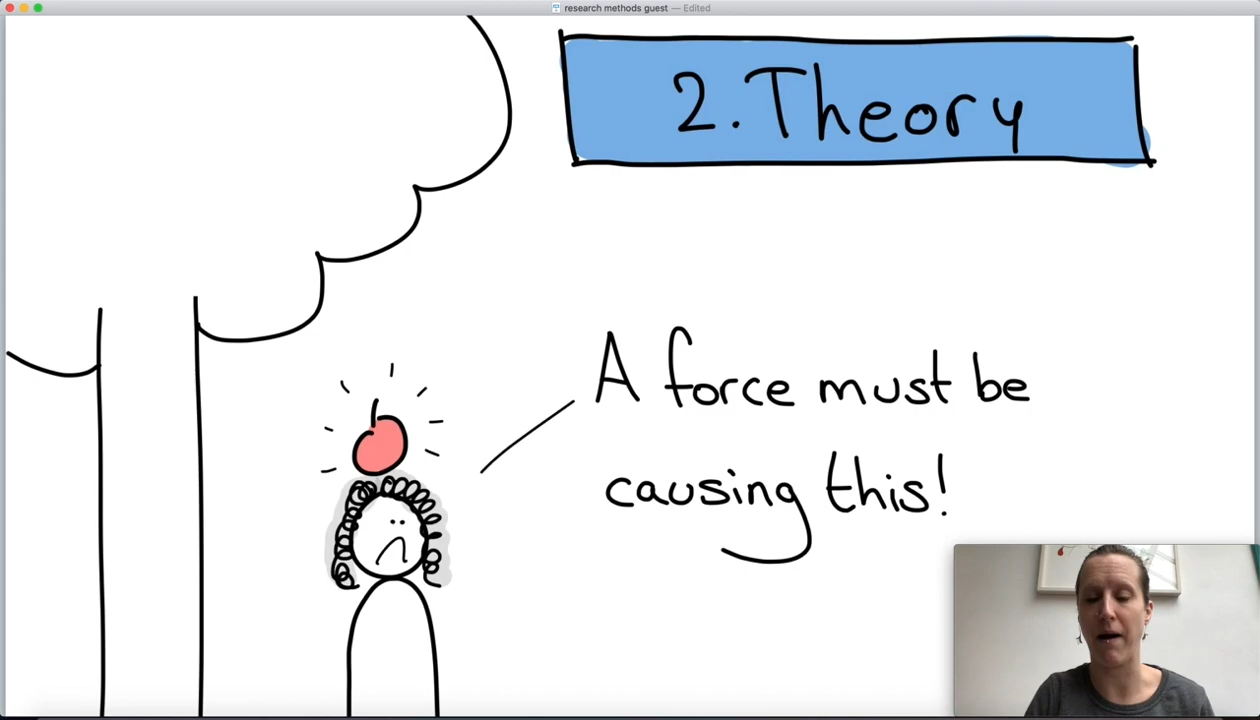 research methods guest — Edited
2. Theory
A force must be
causing this!